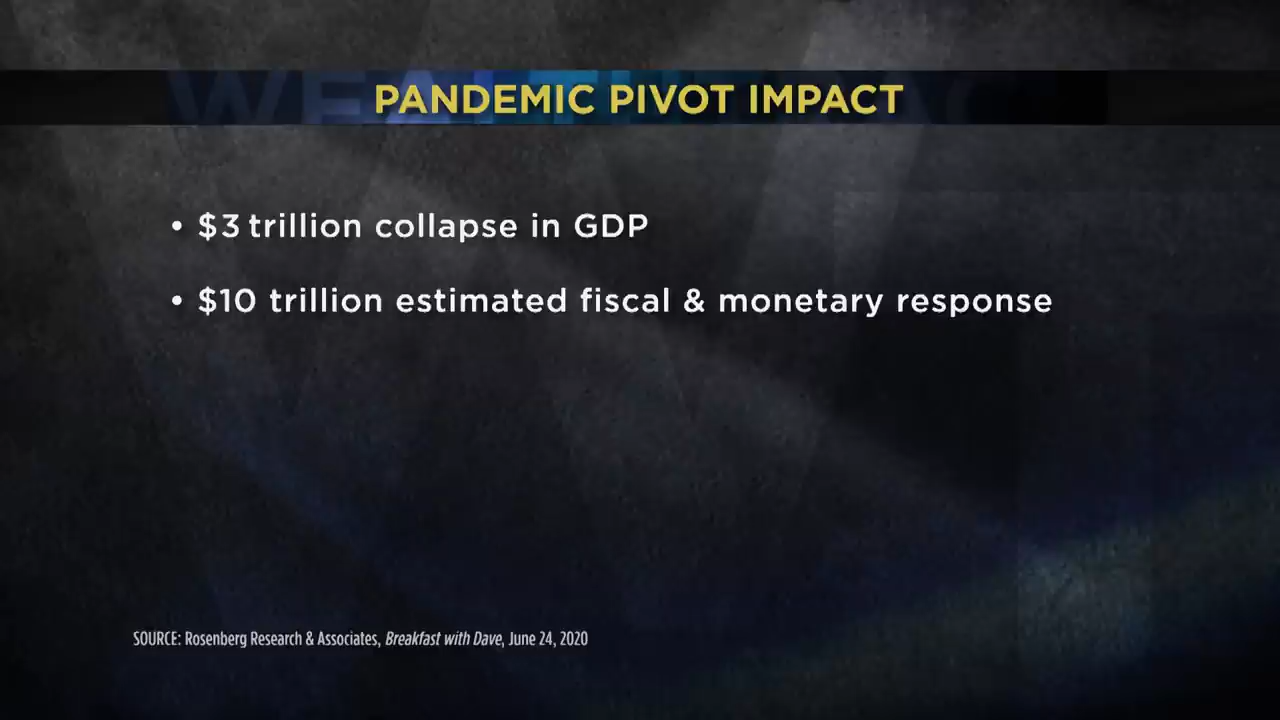 PANDEMIC PIVOT IMPACT
• $3 trillion collapse in GDP
• $10 trillion estimated fiscal & monetary response
SOURCE: Rosenberg Research & Associates, Breakfast with Dave, June 24, 2020